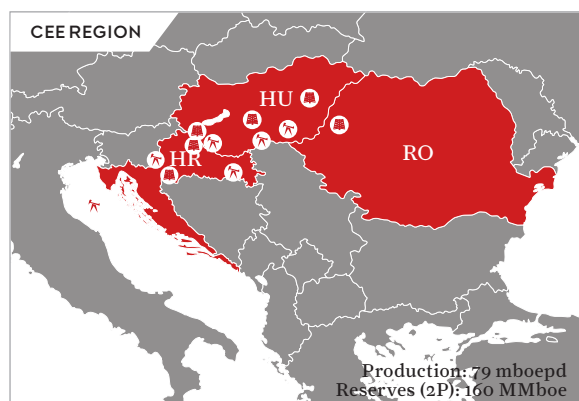 CEE REGION
HU
HR
RO
Production: 79 mboepd
Reserves (2P): 160 MMboe